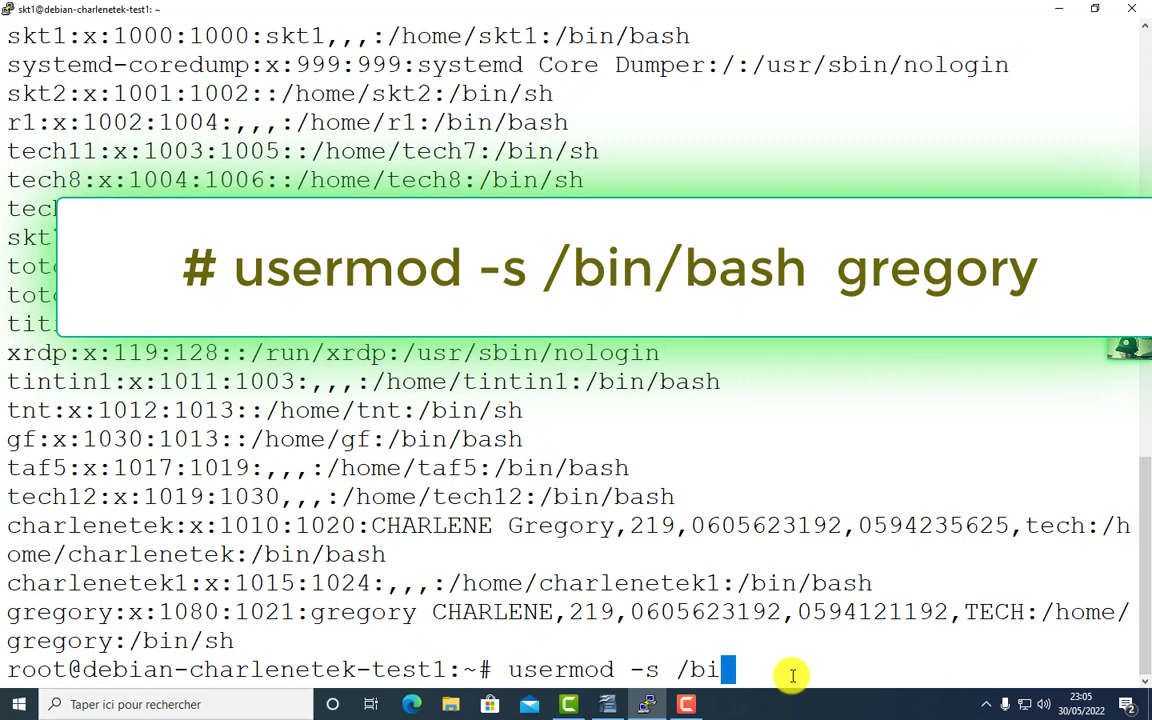 skt1@debian-charlenetek-test1: ~
skt1:x:1000:1000:skt1,,,:/home/skt1:/bin/bash
systemd-coredump:x:999:999:systemd Core Dumper:/:/usr/sbin/nologin
skt2:x:1001:1002::/home/skt2:/bin/sh
r1:x:1002:1004:,,,:/home/r1:/bin/bash
tech11:x:1003:1005::/home/tech7:/bin/sh
tech8:x:1004:1006::/home/tech8:/bin/sh
# usermod -s /bin/bash gregory
xrdp:x:119:128::/run/xrdp:/usr/sbin/nologin
tintin1:x:1011:1003:,,,:/home/tintin1:/bin/bash
tnt:x:1012:1013::/home/tnt:/bin/sh
gf:x:1030:1013::/home/gf:/bin/bash
taf5:x:1017:1019:,,,:/home/taf5:/bin/bash
tech12:x:1019:1030,,,:/home/tech12:/bin/bash
charlenetek:x:1010:1020:CHARLENE Gregory,219,0605623192,0594235625,tech:/h
ome/charlenetek:/bin/bash
charlenetek1:x:1015:1024:,,,:/home/charlenetek1:/bin/bash
gregory:x:1080:1021:gregory CHARLENE,219,0605623192,0594121192,TECH:/home/
gregory:/bin/sh
root@debian-charlenetek-test1:~# usermod -s /bi
Taper ici pour rechercher
23:05
30/05/2022
2